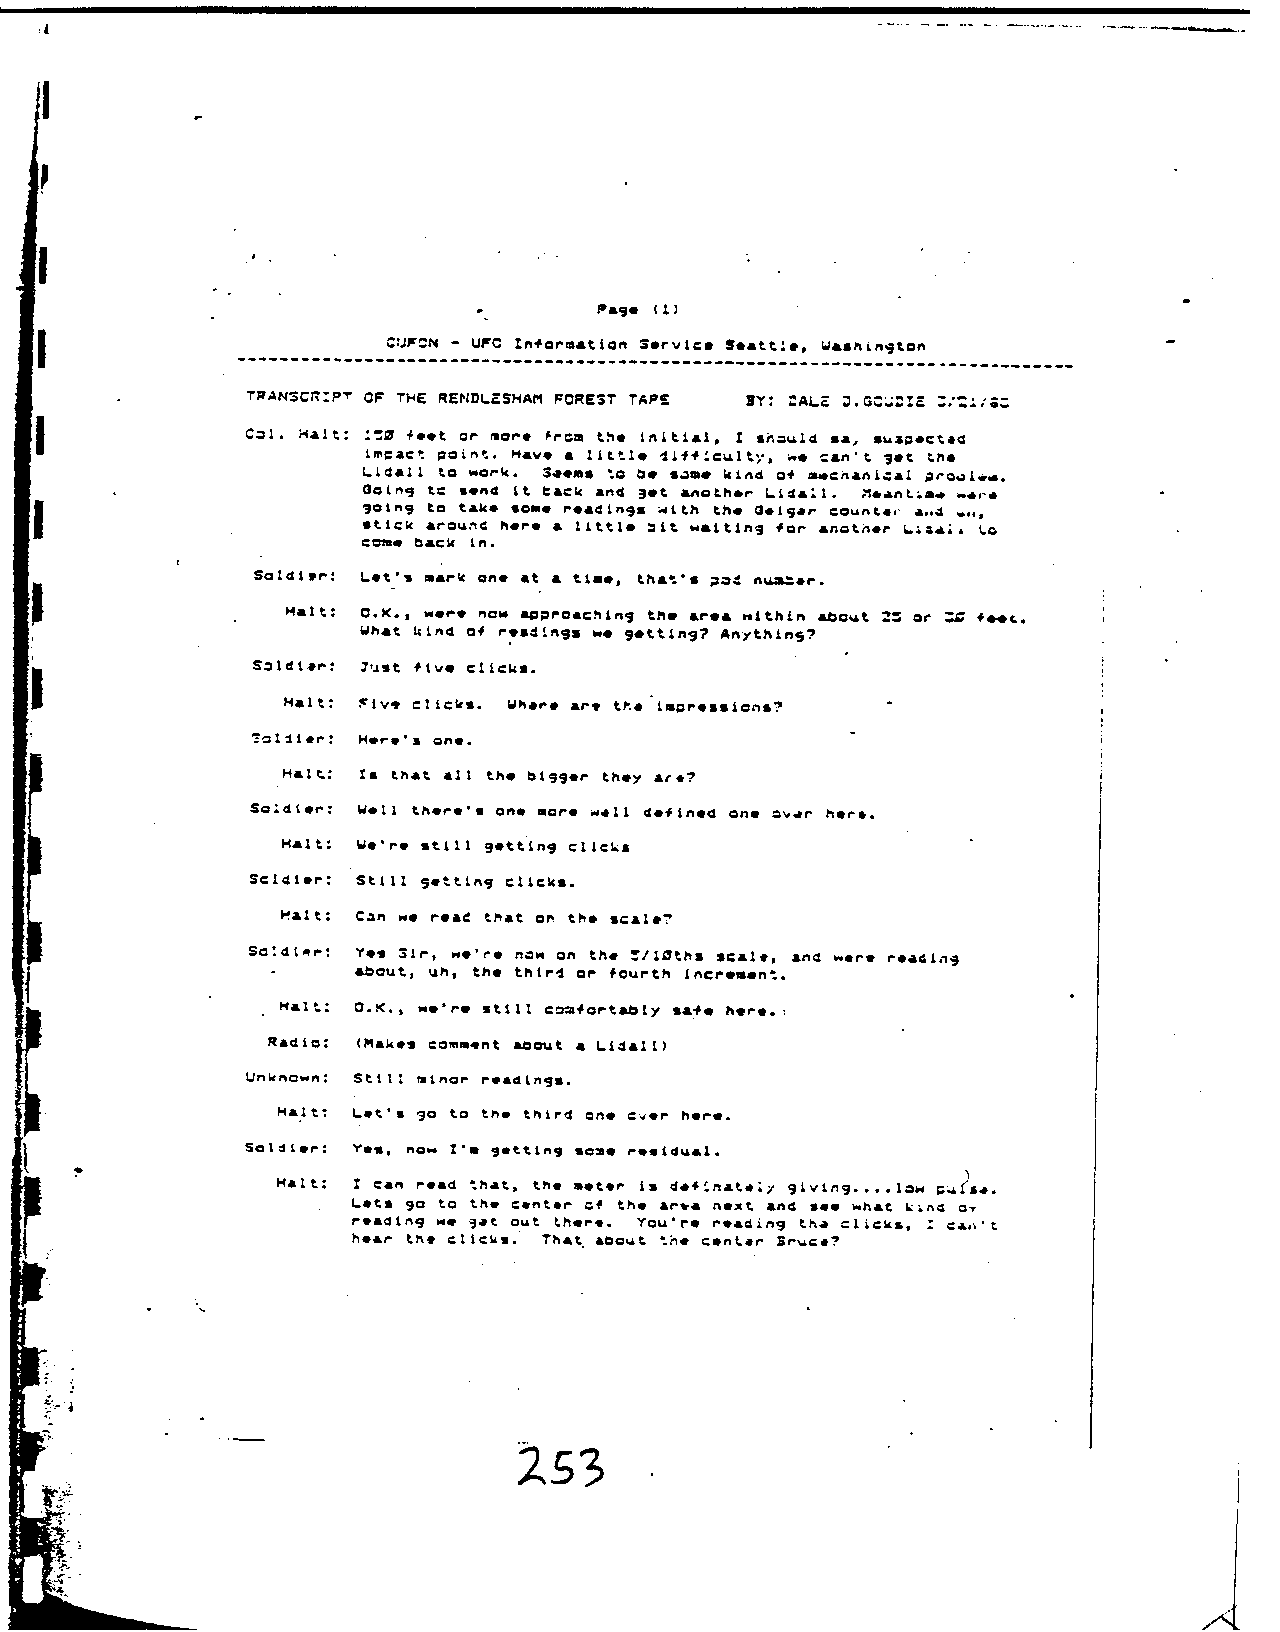 Page (1)
CUFON - UFO Information Service Seattle, Washington
TRANSCRIPT OF THE RENDLESHAM FOREST TAPE BY: DALE J.GOUDIE
Col. Halt: 150 feet or more from the initial, I should sa, suspected
impact point. Have a little difficulty, we can't get the
Lidall to work. Seems to be some kind of mechanical problem.
Going to send it back and get another Lidall. Meantime were
going to take some readings with the Geiger counter and uh,
stick around here a little bit waiting for another Lidall to
come back in.
Soldier: Let's mark one at a time, that's pod number.
Halt: O.K., were now approaching the area within about 25 or 30 feet.
What kind of readings we getting? Anything?
Soldier: Just five clicks.
Halt: Five clicks. Where are the impressions?
Soldier: Here's one.
Halt: Is that all the bigger they are?
Soldier: Well there's one more well defined one over here.
Halt: We're still getting clicks
Soldier: Still getting clicks.
Halt: Can we read that on the scale?
Soldier: Yes Sir, we're now on the 5/10ths scale, and were reading
about, uh, the third or fourth increment.
Halt: O.K., we're still comfortably safe here.
Radio: (Makes comment about a Lidall)
Unknown: Still minor readings.
Halt: Let's go to the third one over here.
Soldier: Yes, now I'm getting some residual.
Halt: I can read that, the meter is definately giving....low pulse.
Lets go to the center of the area next and see what kind of
reading we get out there. You're reading the clicks, I can't
hear the clicks. That about the center Bruce?
253